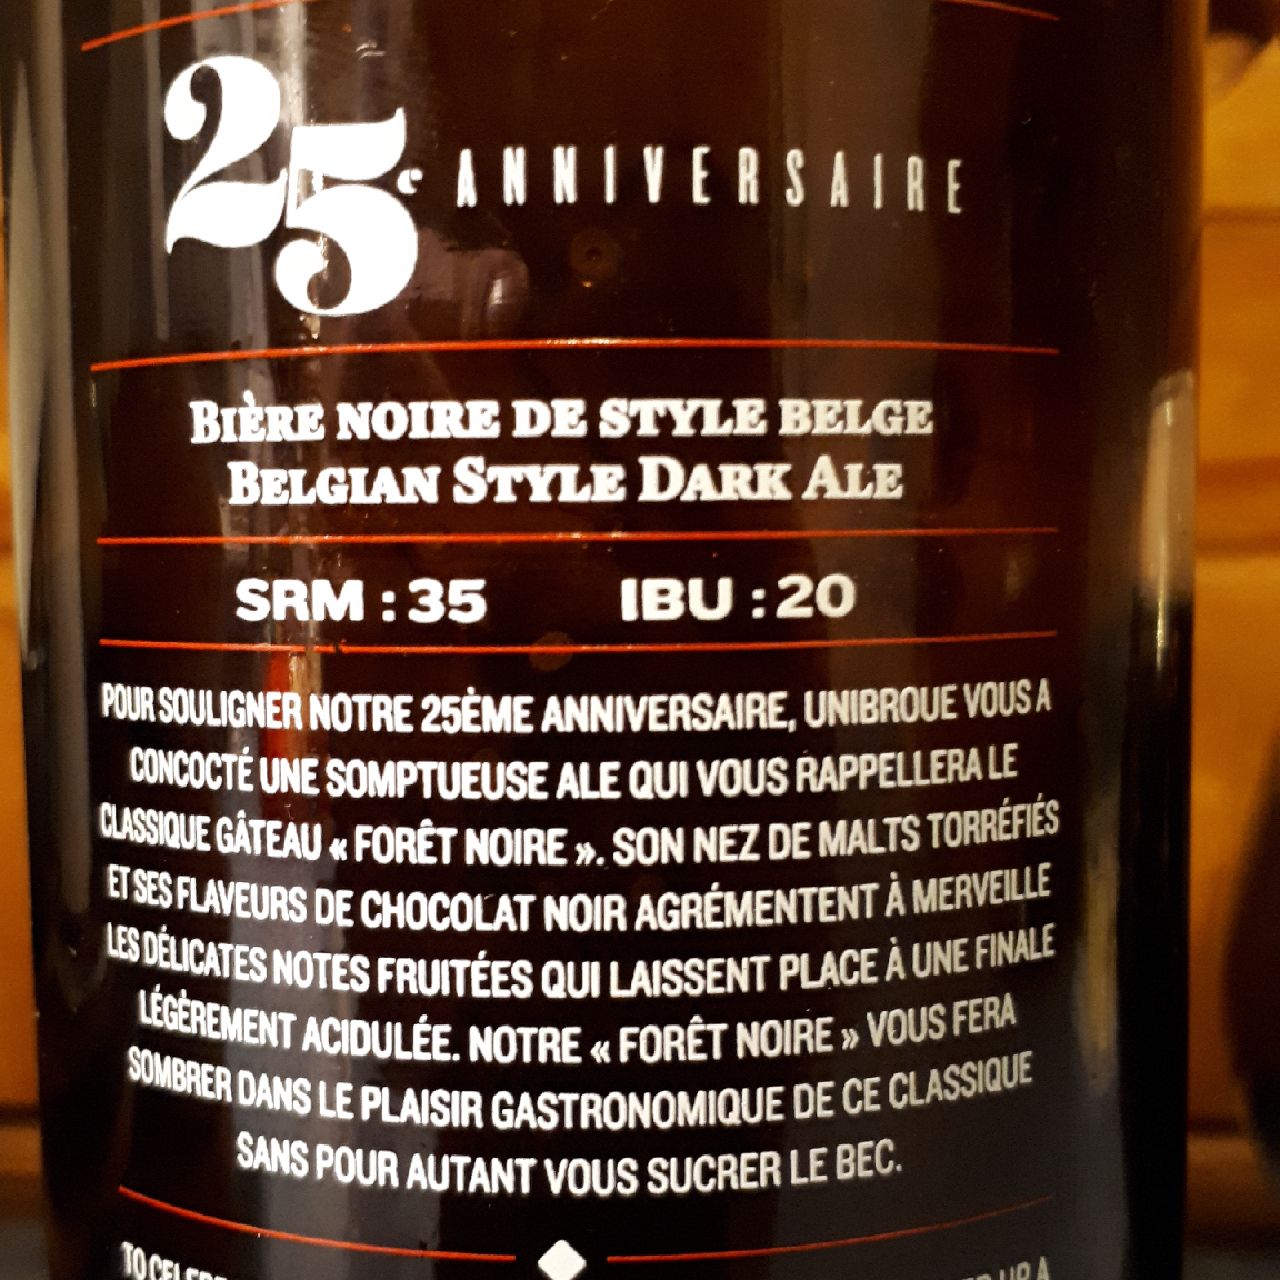 25e ANNIVERSAIRE
BIÈRE NOIRE DE STYLE BELGE
BELGIAN STYLE DARK ALE
SRM : 35 IBU : 20
POUR SOULIGNER NOTRE 25ÈME ANNIVERSAIRE, UNIBROUE VOUS A
CONCOCTÉ UNE SOMPTUEUSE ALE QUI VOUS RAPPELLERA LE
CLASSIQUE GÂTEAU « FORÊT NOIRE ». SON NEZ DE MALTS TORRÉFIÉS
ET SES FLAVEURS DE CHOCOLAT NOIR AGRÉMENTENT À MERVEILLE
LES DÉLICATES NOTES FRUITÉES QUI LAISSENT PLACE À UNE FINALE
LÉGÈREMENT ACIDULÉE. NOTRE « FORÊT NOIRE » VOUS FERA
SOMBRER DANS LE PLAISIR GASTRONOMIQUE DE CE CLASSIQUE
SANS POUR AUTANT VOUS SUCRER LE BEC.
TO UP A